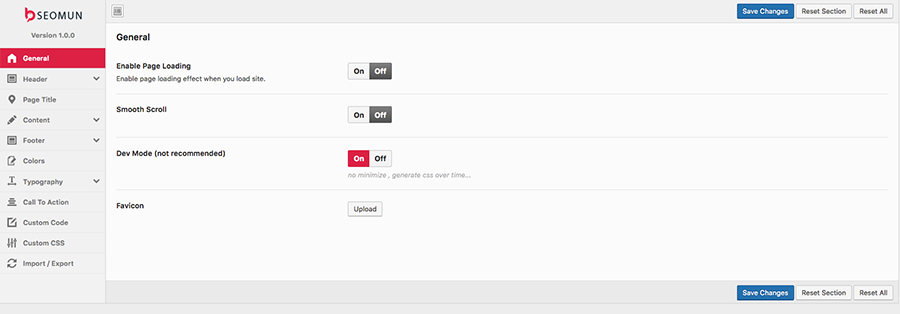 SEOMUN
Version 1.0.0
Save Changes Reset Section Reset All
General
Header
Page Title
Content
Footer
Colors
Typography
Call To Action
Custom Code
Custom CSS
Import / Export
General
Enable Page Loading
Enable page loading effect when you load site.
On Off
Smooth Scroll
On Off
Dev Mode (not recommended)
On Off
no minimize , generate css over time...
Favicon
Upload
Save Changes Reset Section Reset All